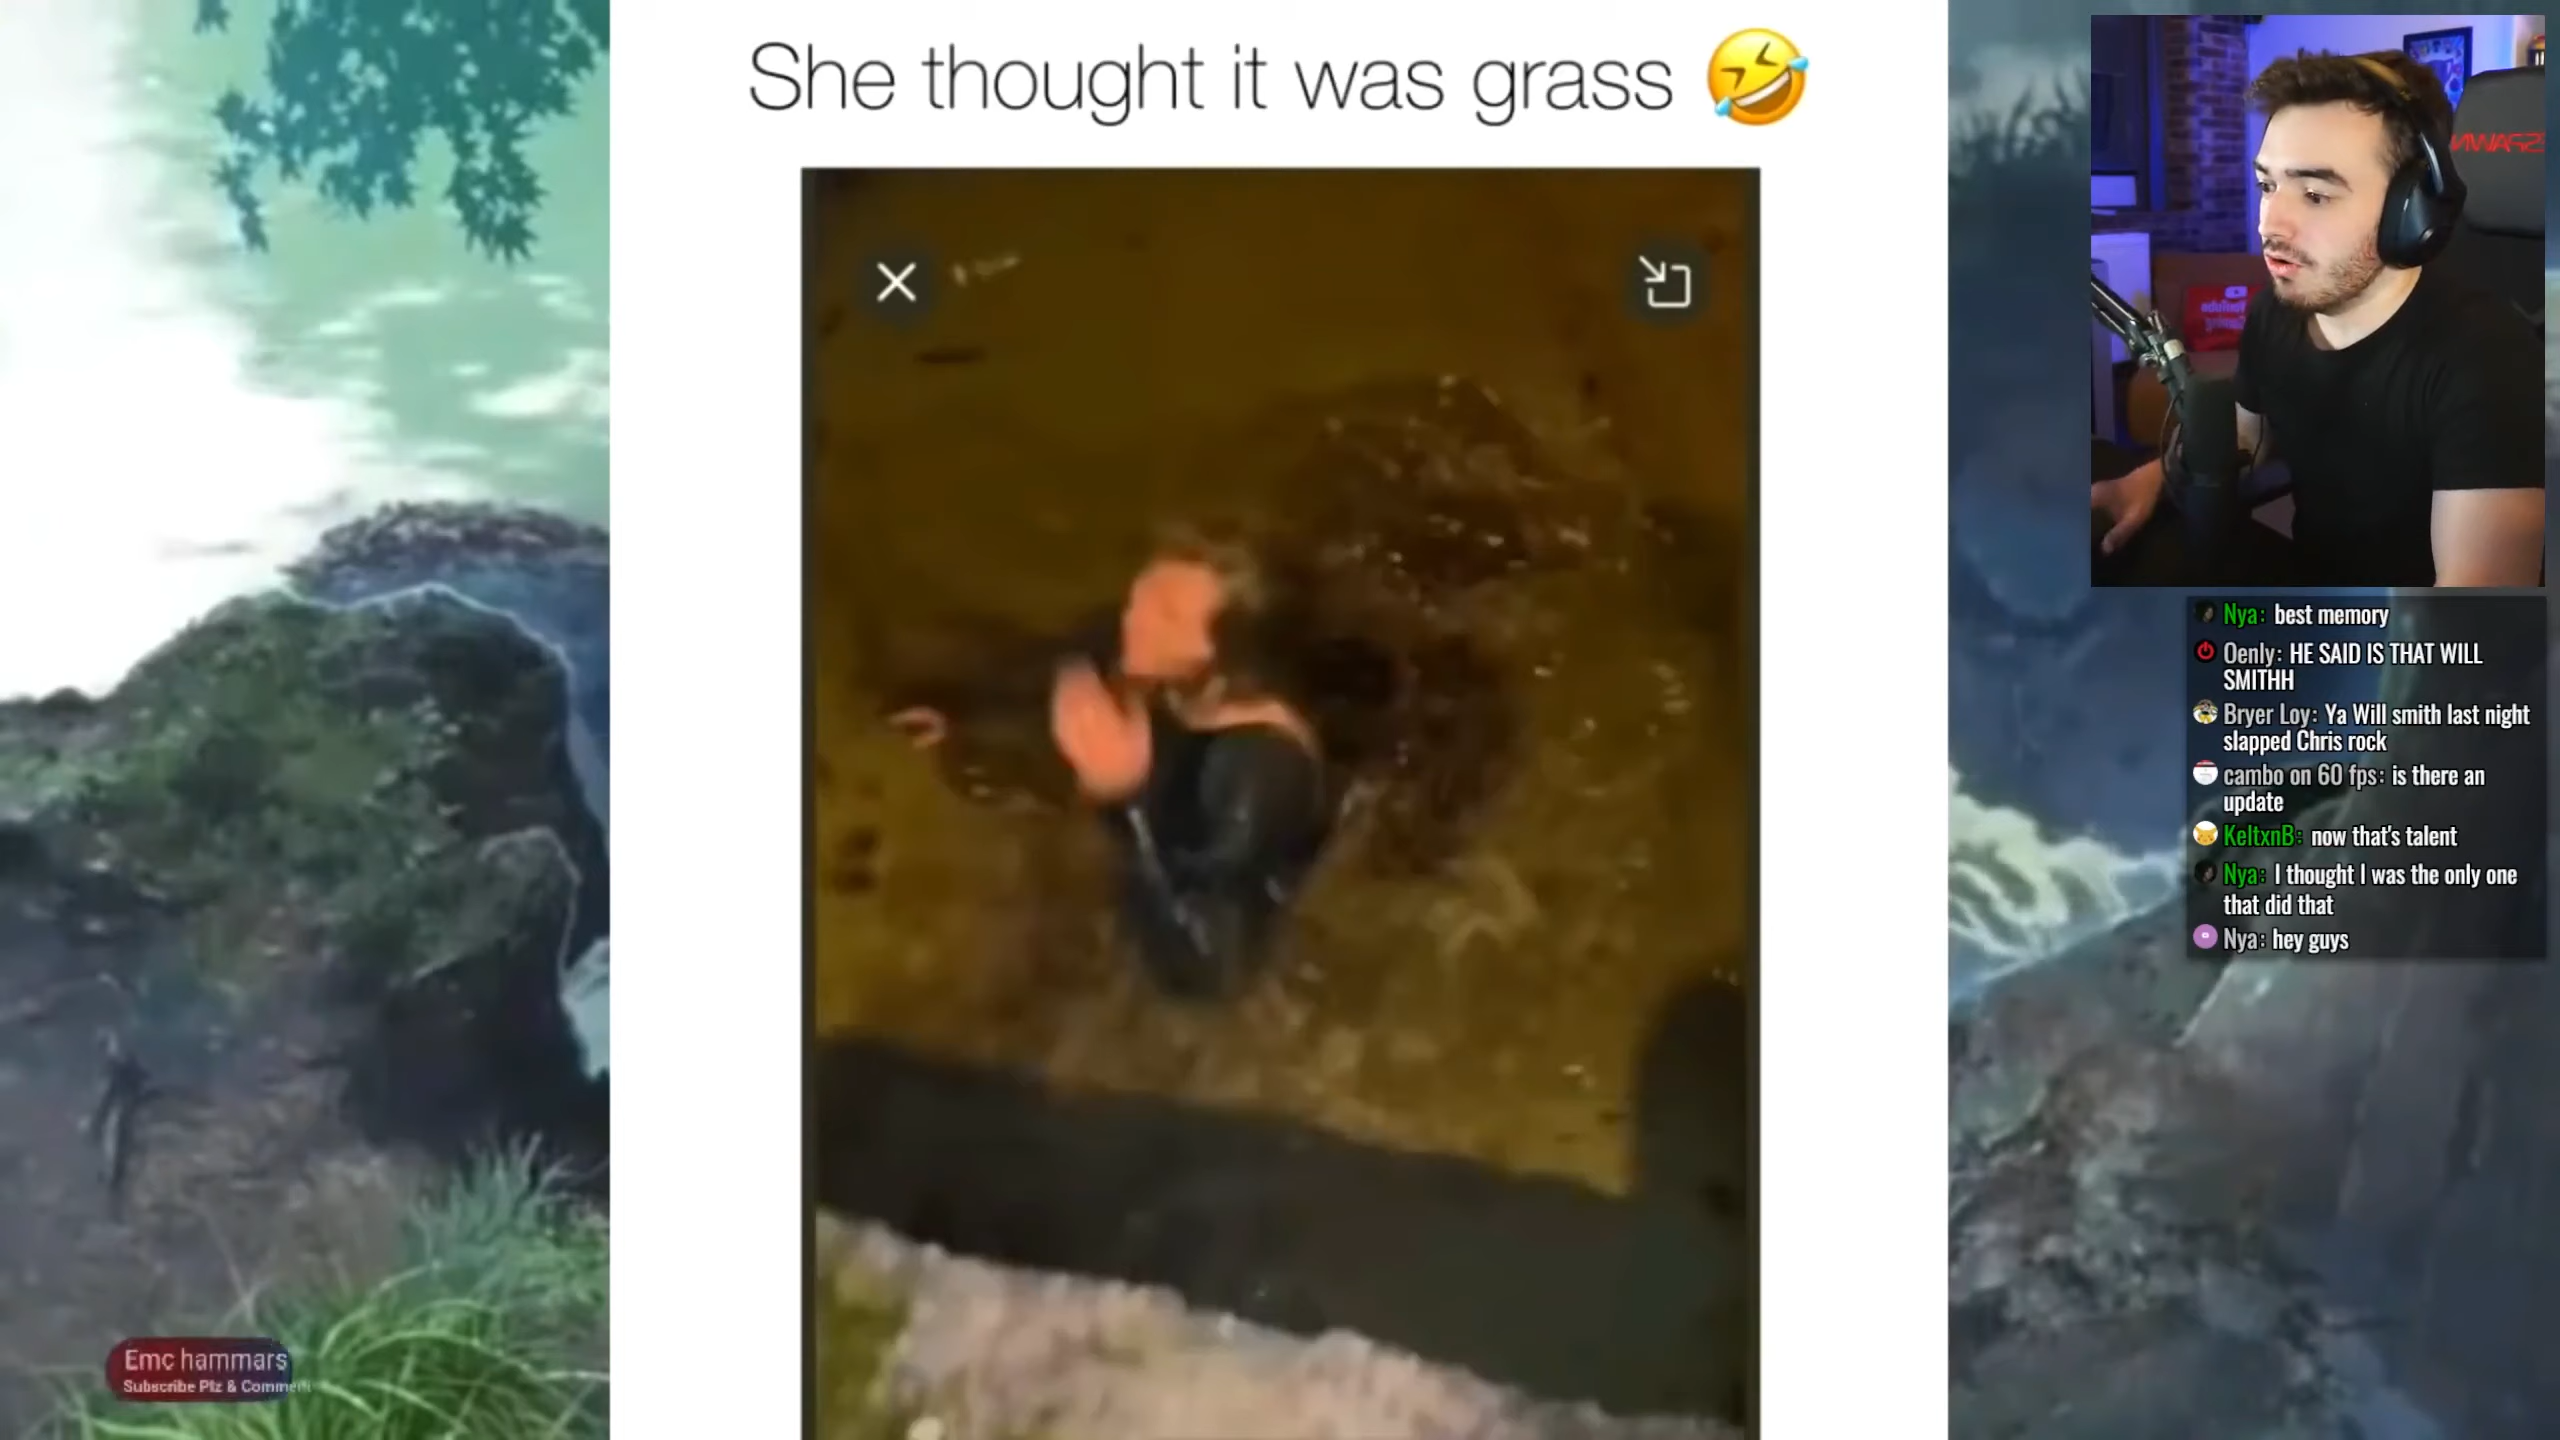 She thought it was grass 🤣
Nya: best memory
Oenly: HE SAID IS THAT WILL
SMITHH
Bryer Loy: Ya Will smith last night
slapped Chris rock
cambo on 60 fps: is there an
update
KeltxnB: now that's talent
Nya: I thought I was the only one
that did that
Nya: hey guys
Emc hammars
Subscribe Plz & Comment